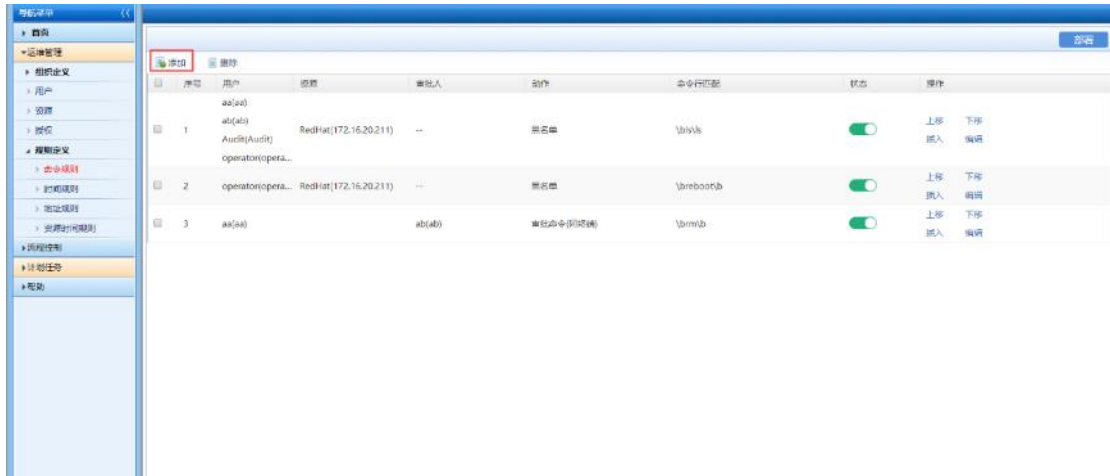 导航菜单 <<
首页
运维管理
组织定义
用户
资源
授权
规则定义
命令规则
时间规则
地址规则
资源时间规则
流程控制
计划任务
帮助
部署
添加 删除
序号 用户 资源 审批人 动作 命令行匹配 状态 操作
aa(aa)
ab(ab)
Audit(Audit)
operator(opera...
1 RedHat(172.16.20.211) -- 黑名单 \bls\ls 上移 下移
插入 编辑
2 operator(opera... RedHat(172.16.20.211) -- 黑名单 \breboot\b 上移 下移
插入 编辑
3 aa(aa) ab(ab) 审批命令(同终端) \brm\b 上移 下移
插入 编辑